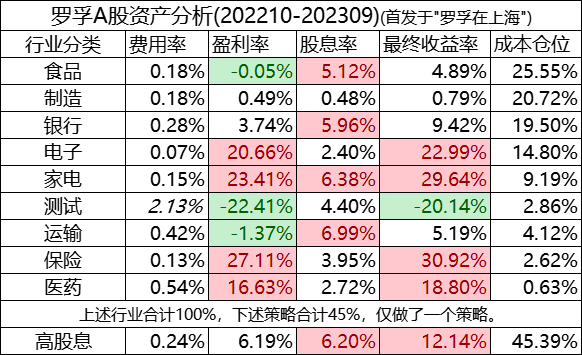 罗孚A股资产分析(202210-202309)(首发于"罗孚在上海")
行业分类 费用率 盈利率 股息率 最终收益率 成本仓位
食品 0.18% -0.05% 5.12% 4.89% 25.55%
制造 0.18% 0.49% 0.48% 0.79% 20.72%
银行 0.28% 3.74% 5.96% 9.42% 19.50%
电子 0.07% 20.66% 2.40% 22.99% 14.80%
家电 0.15% 23.41% 6.38% 29.64% 9.19%
测试 2.13% -22.41% 4.40% -20.14% 2.86%
运输 0.42% -1.37% 6.99% 5.19% 4.12%
保险 0.13% 27.11% 3.95% 30.92% 2.62%
医药 0.54% 16.63% 2.72% 18.80% 0.63%
上述行业合计100%，下述策略合计45%，仅做了一个策略。
高股息 0.24% 6.19% 6.20% 12.14% 45.39%